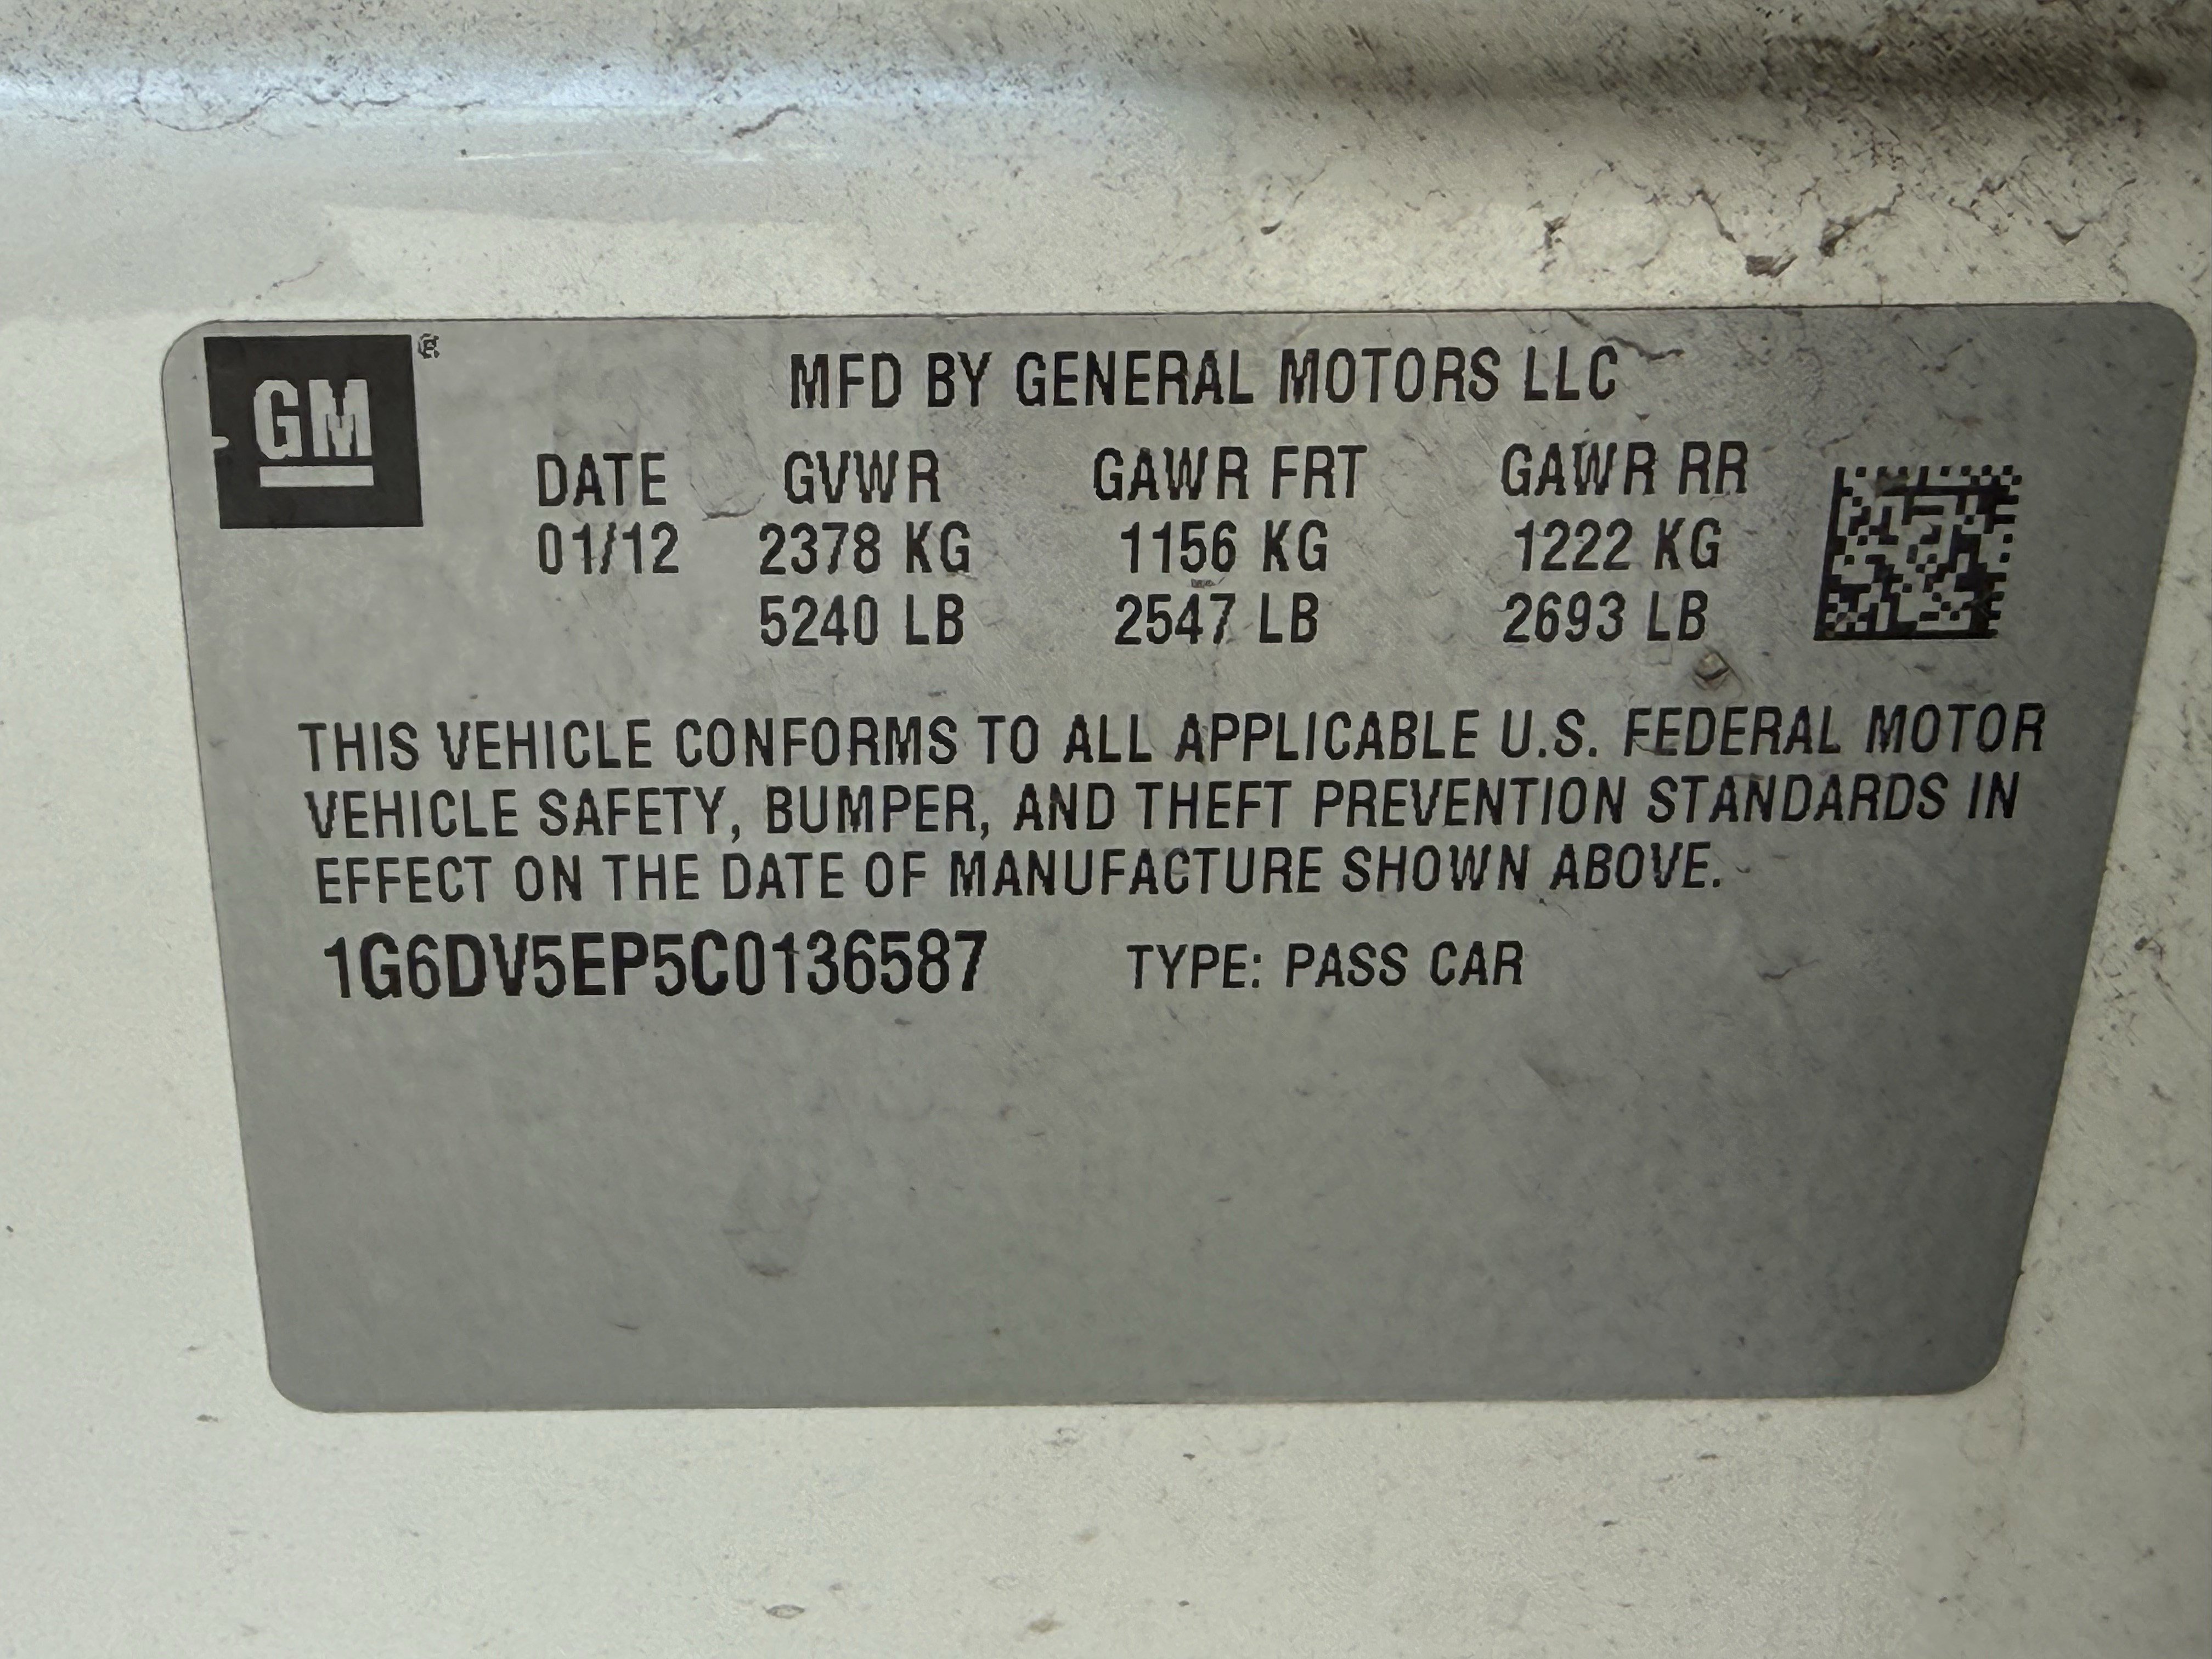 GM ®
MFD BY GENERAL MOTORS LLC
DATE GVWR GAWR FRT GAWR RR
01/12 2378 KG 1156 KG 1222 KG
5240 LB 2547 LB 2693 LB
THIS VEHICLE CONFORMS TO ALL APPLICABLE U.S. FEDERAL MOTOR
VEHICLE SAFETY, BUMPER, AND THEFT PREVENTION STANDARDS IN
EFFECT ON THE DATE OF MANUFACTURE SHOWN ABOVE.
1G6DV5EP5C0136587 TYPE: PASS CAR